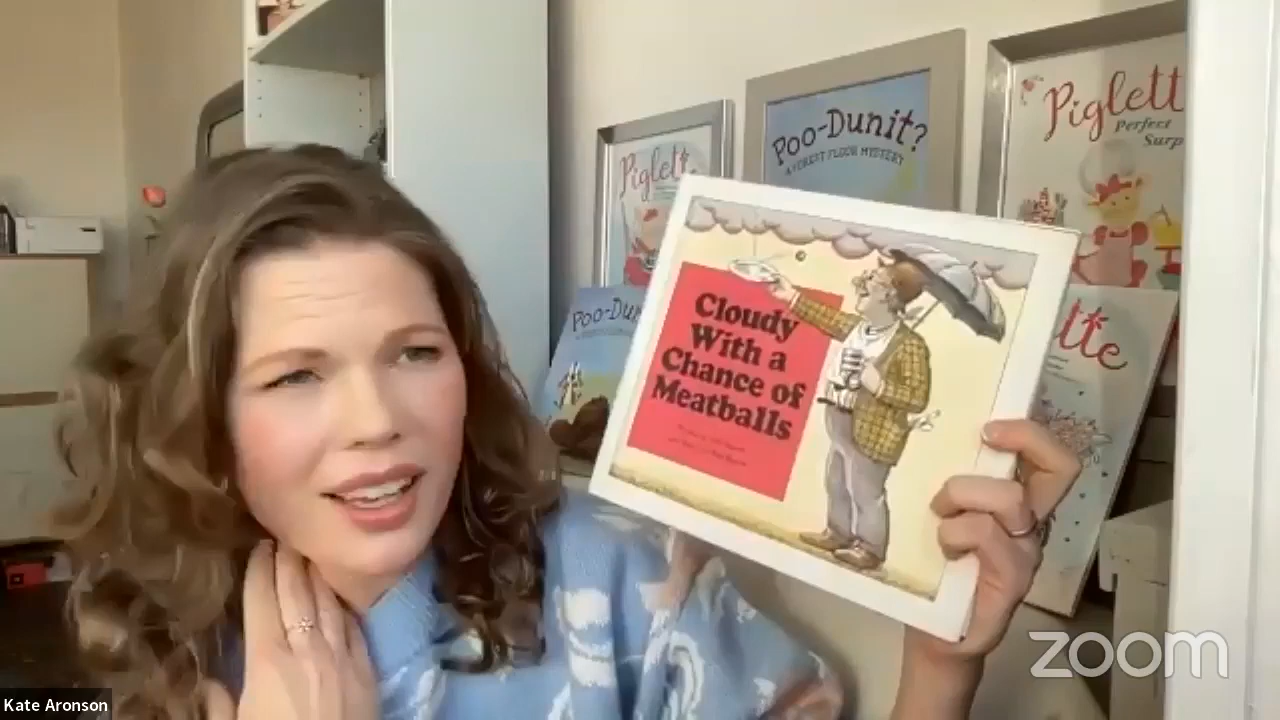 Piglette
Poo-Dunit?
A FOREST FLOOR MYSTERY
Piglett
Perfect
Surp
Poo-Dun
Cloudy
With a
Chance of
Meatballs
tte
zoom
Kate Aronson